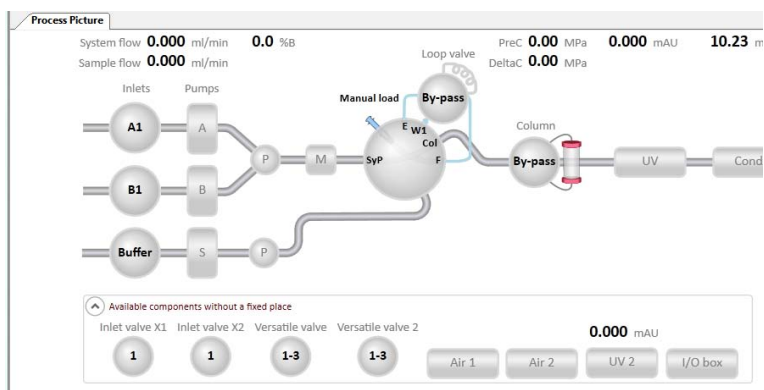 Process Picture
System flow 0.000 ml/min 0.0 %B PreC 0.00 MPa 0.000 mAU 10.23 m
Sample flow 0.000 ml/min DeltaC 0.00 MPa
Loop valve
Inlets Pumps Manual load By-pass
Column
A1 A E W1 Col
B1 B P M SyP F By-pass UV Cond
Buffer S P
Available components without a fixed place
Inlet valve X1 Inlet valve X2 Versatile valve Versatile valve 2 0.000 mAU
1 1 1-3 1-3 Air 1 Air 2 UV 2 I/O box